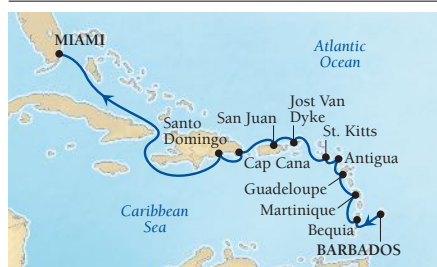 MIAMI
Atlantic
Ocean
Jost Van
Dyke
San Juan
Santo
Domingo
St. Kitts
Cap Cana
Antigua
Guadeloupe
Martinique
Caribbean
Sea
Bequia
BARBADOS